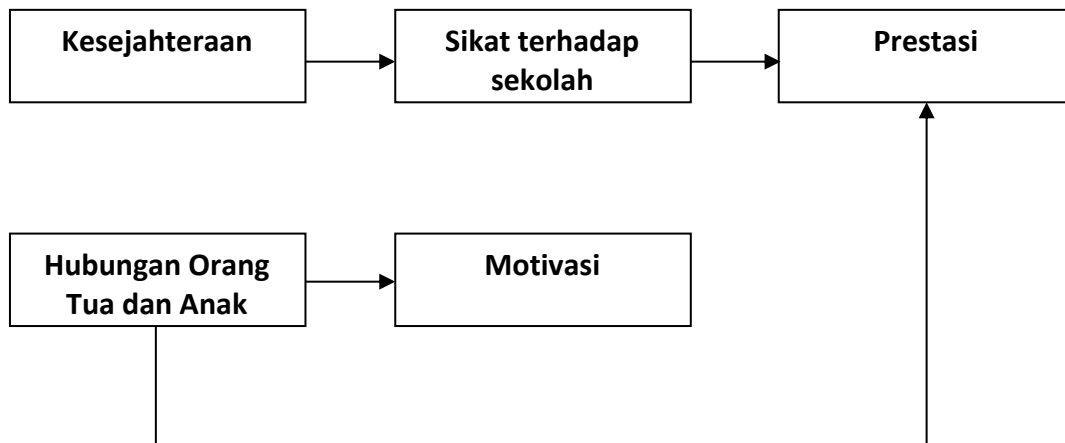 Kesejahteraan
Sikat terhadap
sekolah
Prestasi
Hubungan Orang
Tua dan Anak
Motivasi